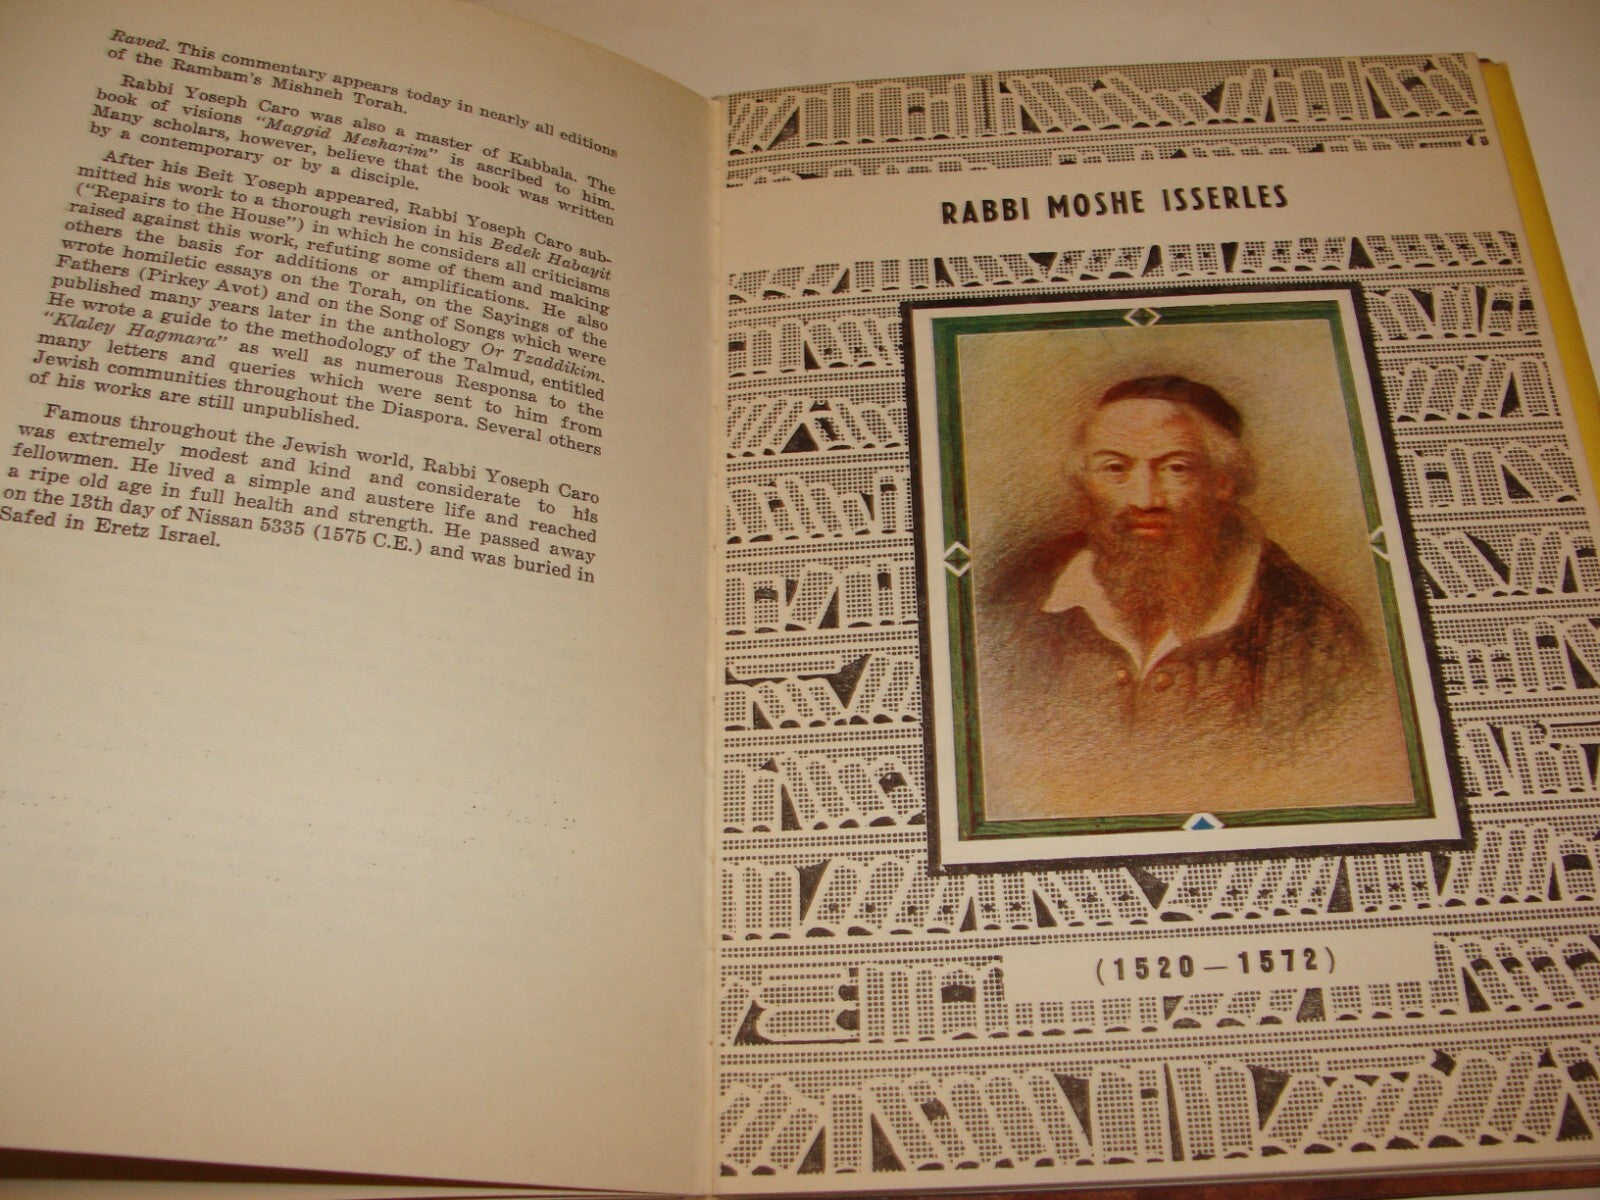 Raved. This commentary appears today in nearly all editions
of the Rambam's Mishneh Torah.
Rabbi Yoseph Caro was also a master of Kabbala. The
book of visions "Maggid Mesharim" is ascribed to him.
Many scholars, however, believe that the book was written
by a contemporary or by a disciple.
After his Beit Yoseph appeared, Rabbi Yoseph Caro sub-
mitted his work to a thorough revision in his Bedek Habayit
("Repairs to the House") in which he considers all criticisms
raised against this work, refuting some of them and making
others the basis for additions or amplifications. He also
wrote homiletic essays on the Torah, on the Sayings of the
Fathers (Pirkey Avot) and on the Song of Songs which were
published many years later in the anthology Or Tzaddikim.
He wrote a guide to the methodology of the Talmud, entitled
"Klaley Hagmara" as well as numerous Responsa to the
many letters and queries which were sent to him from
Jewish communities throughout the Diaspora. Several others
of his works are still unpublished.
Famous throughout the Jewish world, Rabbi Yoseph Caro
was extremely modest and kind and considerate to his
fellowmen. He lived a simple and austere life and reached
a ripe old age in full health and strength. He passed away
on the 13th day of Nissan 5335 (1575 C.E.) and was buried in
Safed in Eretz Israel.
RABBI MOSHE ISSERLES
(1520—1572)